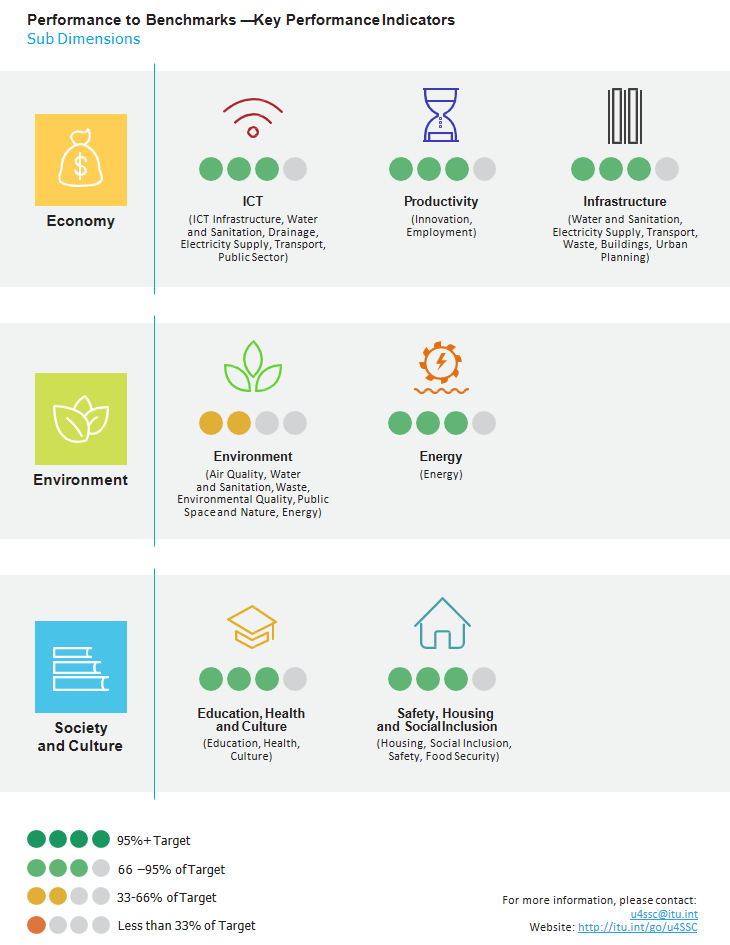 Performance to Benchmarks —Key Performance Indicators
Sub Dimensions
Economy
ICT
(ICT Infrastructure, Water
and Sanitation, Drainage,
Electricity Supply, Transport,
Public Sector)
Productivity
(Innovation,
Employment)
Infrastructure
(Water and Sanitation,
Electricity Supply, Transport,
Waste, Buildings, Urban
Planning)
Environment
Environment
(Air Quality, Water
and Sanitation, Waste,
Environmental Quality, Public
Space and Nature, Energy)
Energy
(Energy)
Society
and Culture
Education, Health
and Culture
(Education, Health,
Culture)
Safety, Housing
and Social Inclusion
(Housing, Social Inclusion,
Safety, Food Security)
95%+ Target
66 –95% of Target
33-66% of Target
Less than 33% of Target
For more information, please contact:
u4ssc@itu.int
Website: http://itu.int/go/u4SSC